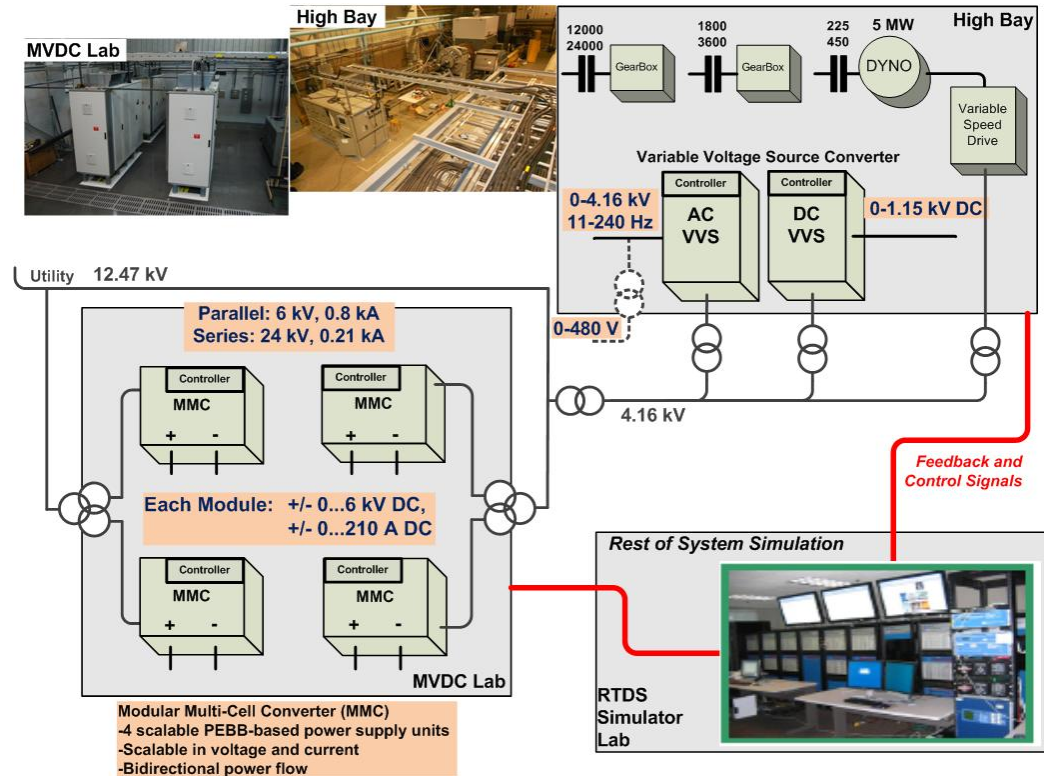 MVDC Lab
High Bay
High Bay
12000
24000
GearBox
1800
3600
GearBox
225
450
5 MW
DYNO
Variable
Speed
Drive
Variable Voltage Source Converter
0-4.16 kV
11-240 Hz
Controller
AC
VVS
Controller
DC
VVS
0-1.15 kV DC
0-480 V
Utility 12.47 kV
4.16 kV
Parallel: 6 kV, 0.8 kA
Series: 24 kV, 0.21 kA
Controller
MMC
+ -
Controller
MMC
+ -
Each Module: +/- 0...6 kV DC,
+/- 0...210 A DC
Controller
MMC
+ -
Controller
MMC
+ -
MVDC Lab
Modular Multi-Cell Converter (MMC)
-4 scalable PEBB-based power supply units
-Scalable in voltage and current
-Bidirectional power flow
Feedback and
Control Signals
Rest of System Simulation
RTDS
Simulator
Lab